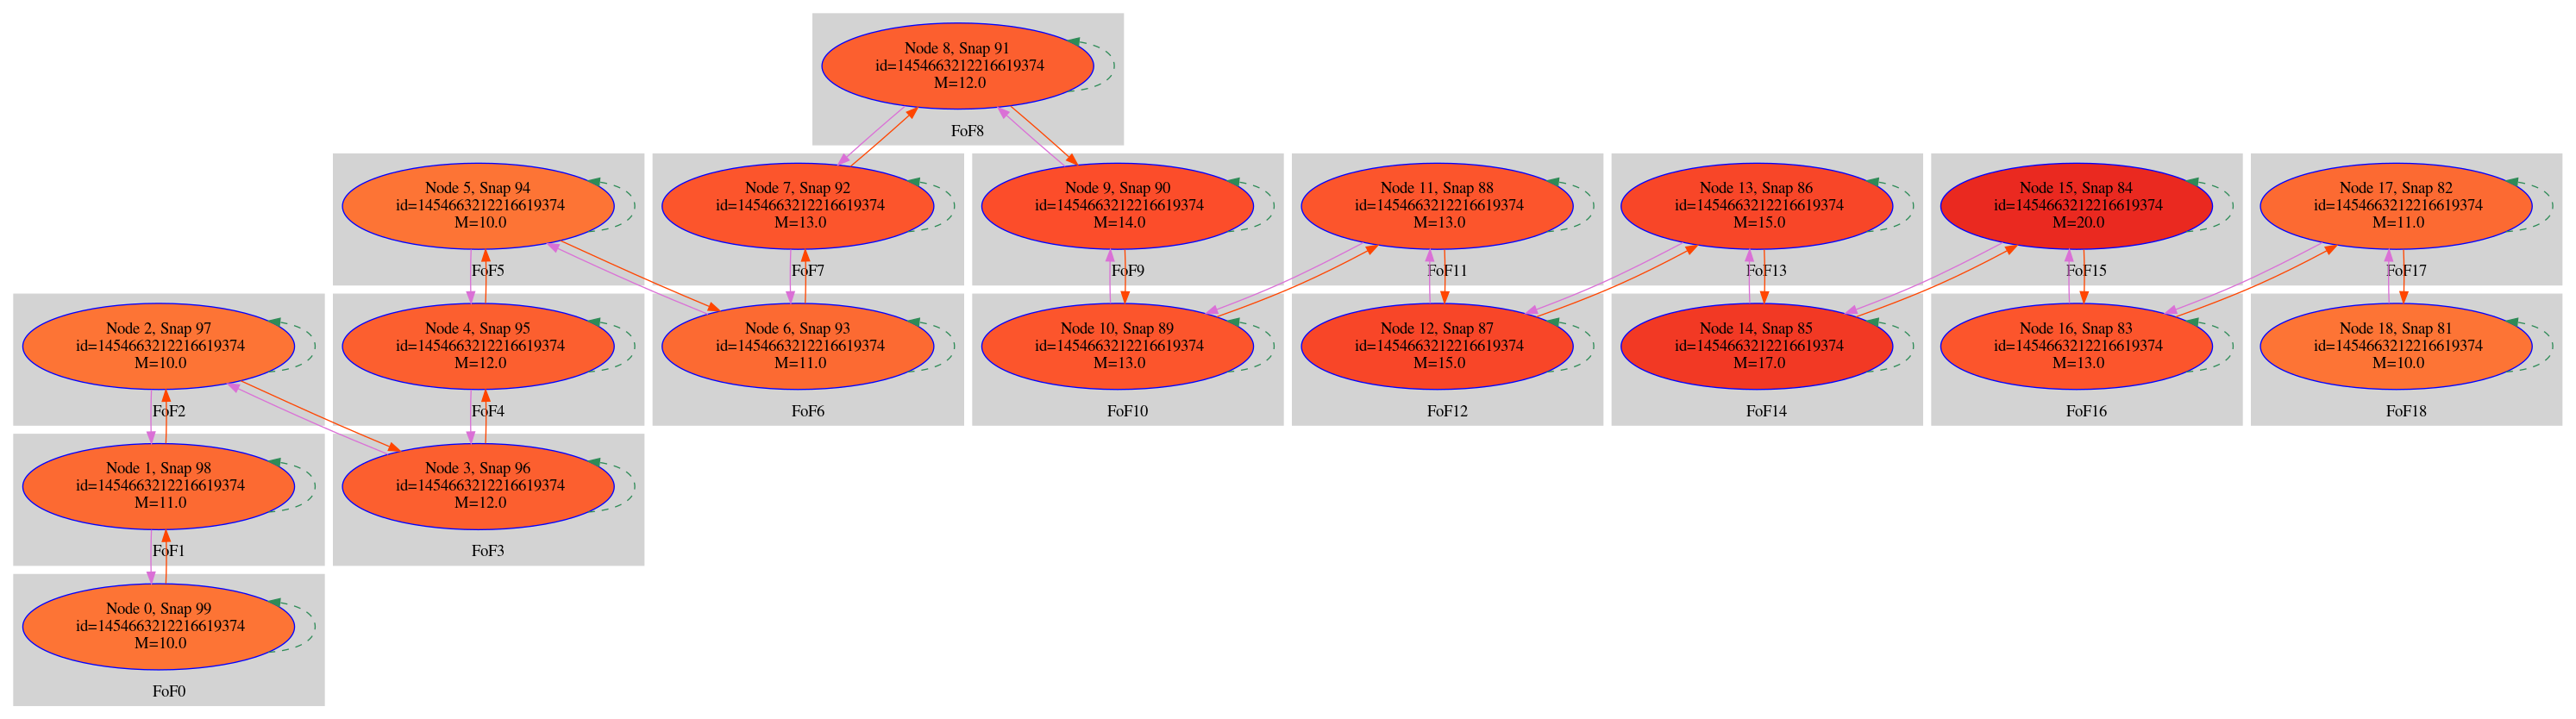 Node 8, Snap 91
id=1454663212216619374
M=12.0
FoF8
Node 5, Snap 94
id=1454663212216619374
M=10.0
FoF5
Node 7, Snap 92
id=1454663212216619374
M=13.0
FoF7
Node 9, Snap 90
id=1454663212216619374
M=14.0
FoF9
Node 11, Snap 88
id=1454663212216619374
M=13.0
FoF11
Node 13, Snap 86
id=1454663212216619374
M=15.0
FoF13
Node 15, Snap 84
id=1454663212216619374
M=20.0
FoF15
Node 17, Snap 82
id=1454663212216619374
M=11.0
FoF17
Node 2, Snap 97
id=1454663212216619374
M=10.0
FoF2
Node 4, Snap 95
id=1454663212216619374
M=12.0
FoF4
Node 6, Snap 93
id=1454663212216619374
M=11.0
FoF6
Node 10, Snap 89
id=1454663212216619374
M=13.0
FoF10
Node 12, Snap 87
id=1454663212216619374
M=15.0
FoF12
Node 14, Snap 85
id=1454663212216619374
M=17.0
FoF14
Node 16, Snap 83
id=1454663212216619374
M=13.0
FoF16
Node 18, Snap 81
id=1454663212216619374
M=10.0
FoF18
Node 1, Snap 98
id=1454663212216619374
M=11.0
FoF1
Node 3, Snap 96
id=1454663212216619374
M=12.0
FoF3
Node 0, Snap 99
id=1454663212216619374
M=10.0
FoF0